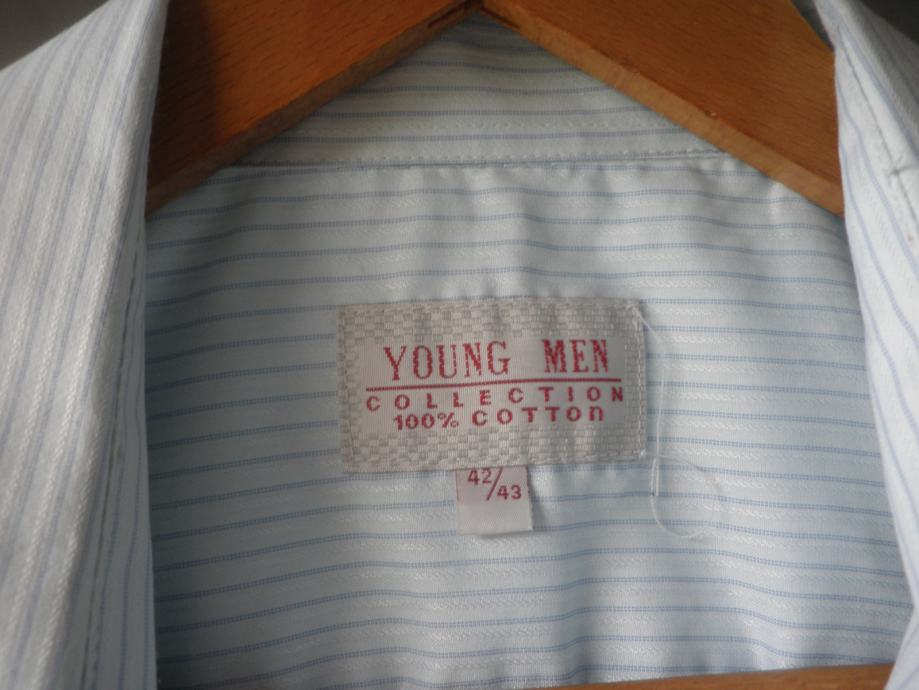 YOUNG MEN
COLLECTION
100% COTTON
42/43